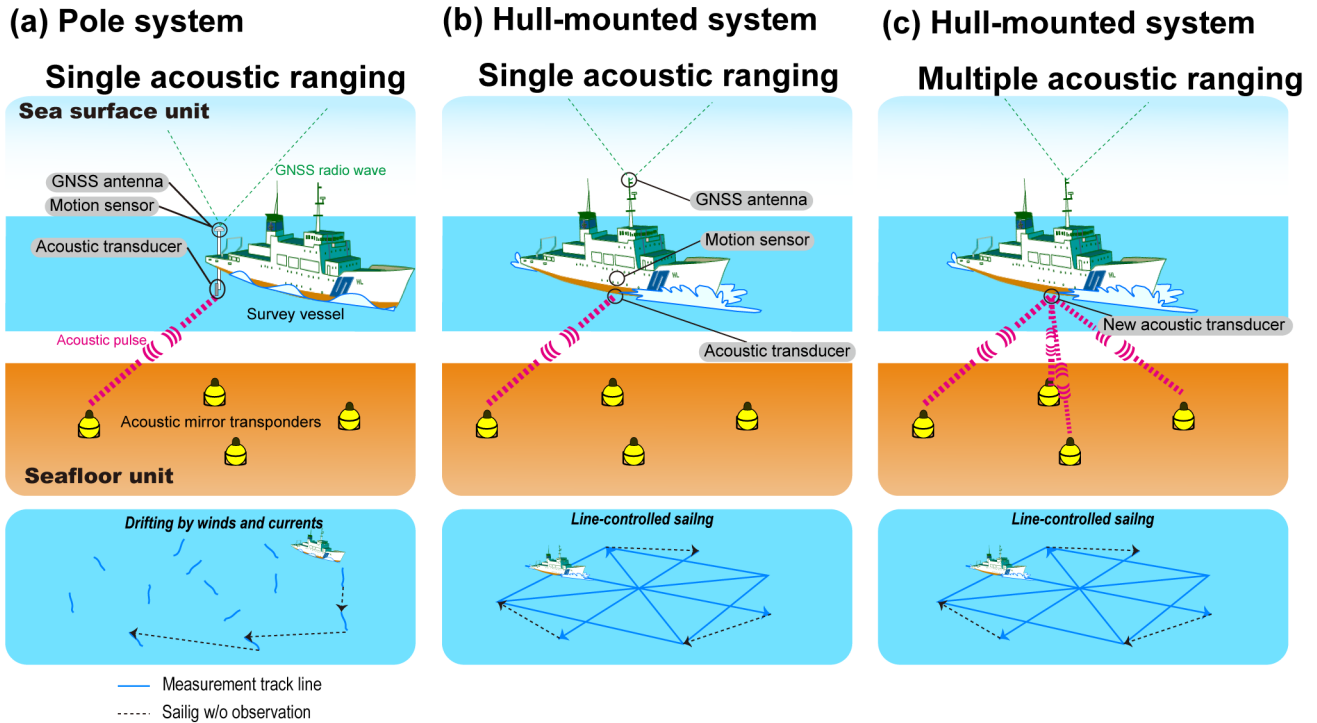 (a) Pole system
Single acoustic ranging
Sea surface unit
GNSS radio wave
GNSS antenna
Motion sensor
Acoustic transducer
HL
Survey vessel
Acoustic pulse
Acoustic mirror transponders
Seafloor unit
Drifting by winds and currents
(b) Hull-mounted system
Single acoustic ranging
GNSS antenna
Motion sensor
HL
Acoustic transducer
Line-controlled sailng
(c) Hull-mounted system
Multiple acoustic ranging
HL
New acoustic transducer
Line-controlled sailng
Measurement track line
Sailig w/o observation